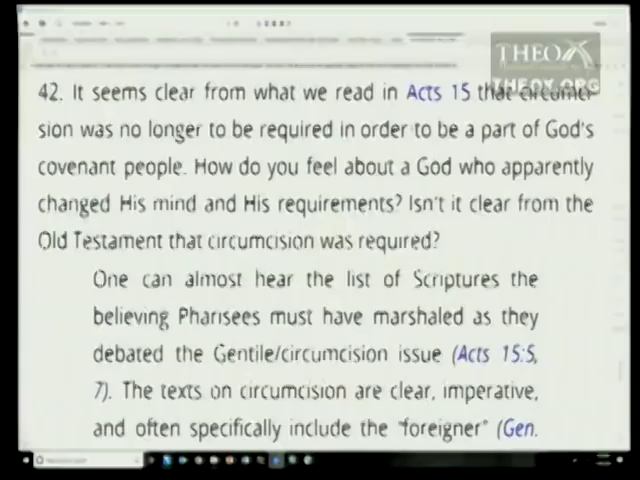 THEOX
THEOX.ORG
42. It seems clear from what we read in Acts 15 that circumci-
sion was no longer to be required in order to be a part of God's
covenant people. How do you feel about a God who apparently
changed His mind and His requirements? Isn't it clear from the
Old Testament that circumcision was required?
One can almost hear the list of Scriptures the
believing Pharisees must have marshaled as they
debated the Gentile/circumcision issue (Acts 15:5,
7). The texts on circumcision are clear, imperative,
and often specifically include the "foreigner" (Gen.